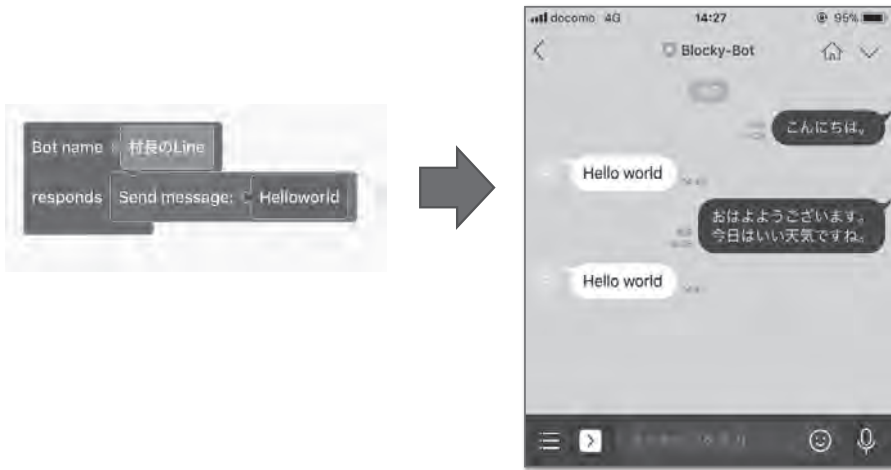 Bot name 村長のLine
responds Send message: Helloworld
docomo 4G 14:27 95%
Blocky-Bot
こんにちは。
Hello world
おはよようございます。
今日はいい天気ですね。
Hello world